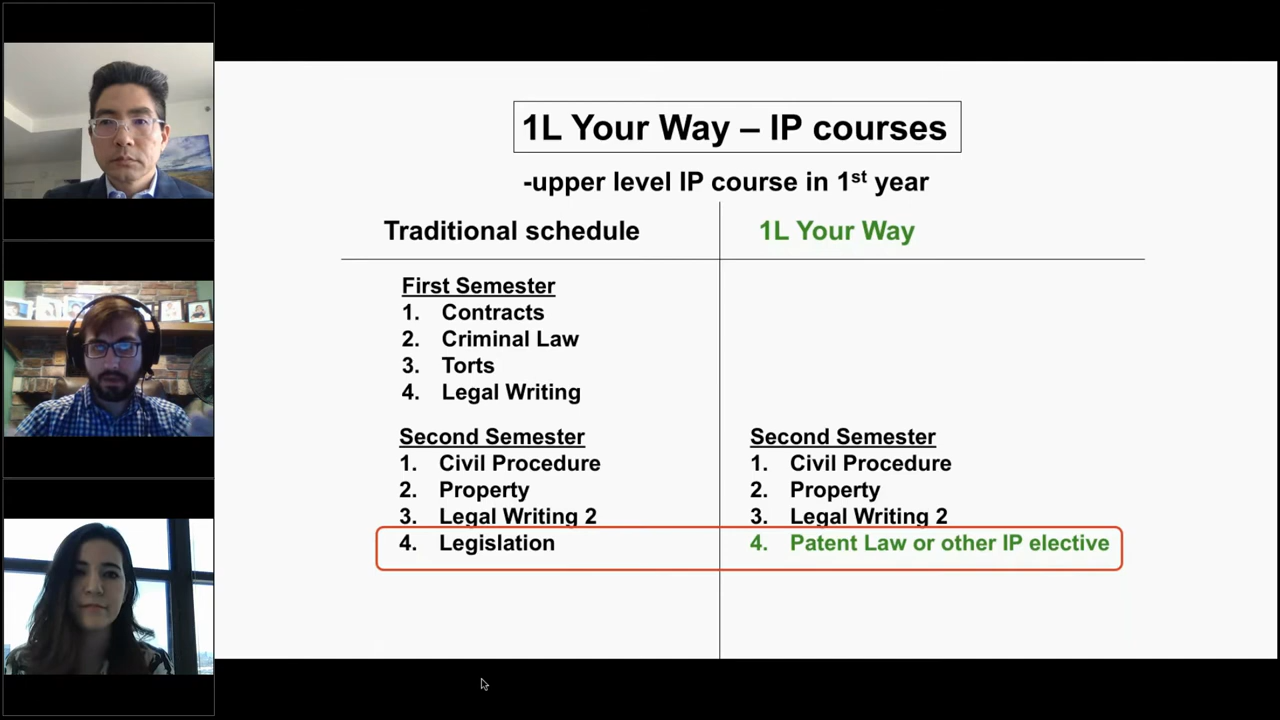 1L Your Way – IP courses
-upper level IP course in 1st year
Traditional schedule
1L Your Way
First Semester
1. Contracts
2. Criminal Law
3. Torts
4. Legal Writing
Second Semester
1. Civil Procedure
2. Property
3. Legal Writing 2
4. Legislation
Second Semester
1. Civil Procedure
2. Property
3. Legal Writing 2
4. Patent Law or other IP elective